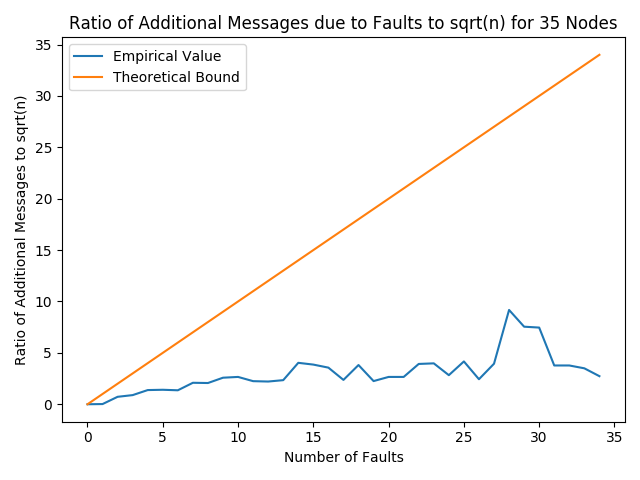 Ratio of Additional Messages due to Faults to sqrt(n) for 35 Nodes
Empirical Value
Theoretical Bound
Ratio of Additional Messages to sqrt(n)
35
30
25
20
15
10
5
0
0 5 10 15 20 25 30 35
Number of Faults